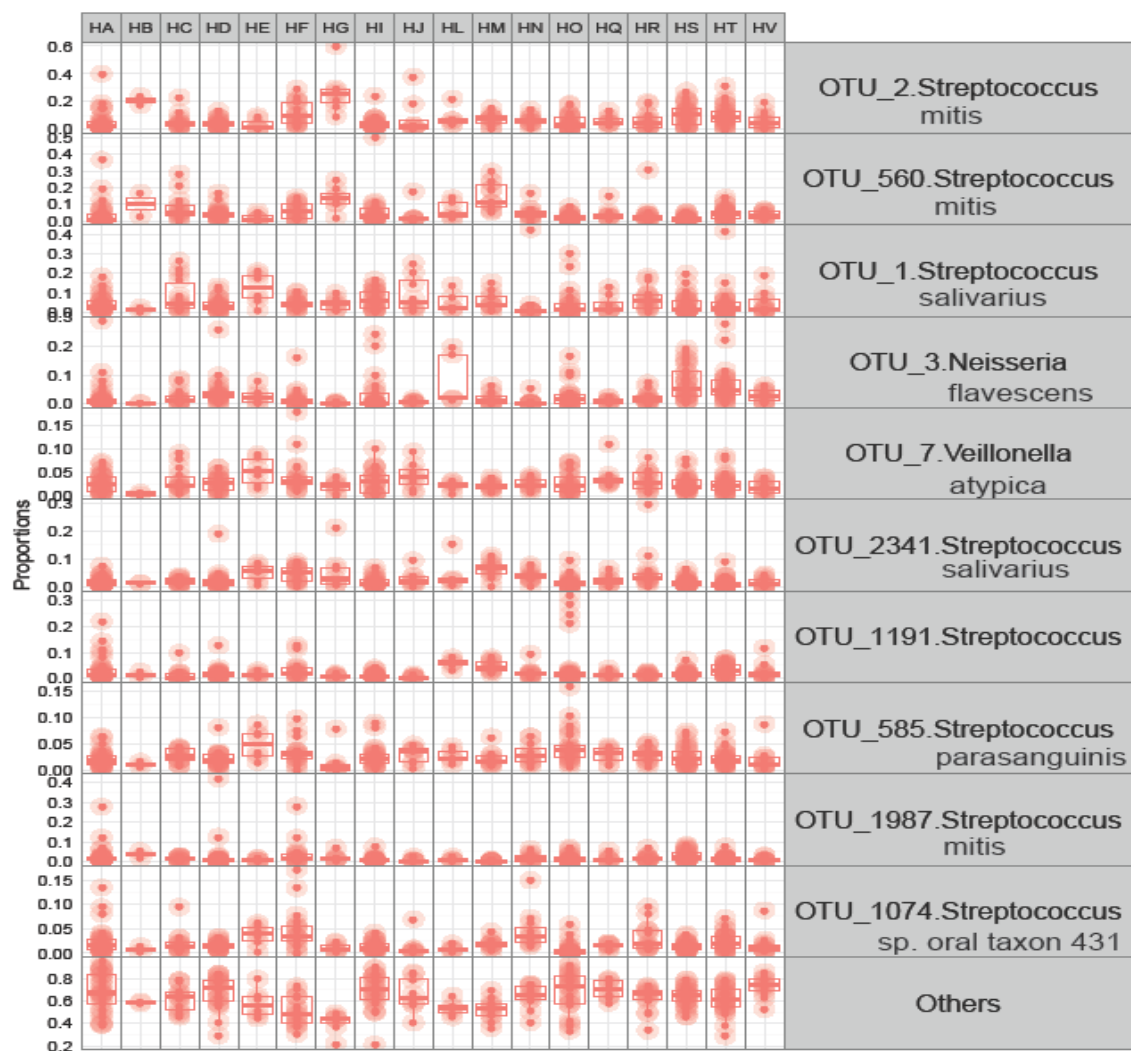 HA HB HC HD HE HF HG HI HJ HL HM HN HO HQ HR HS HT HV
0.6
0.4
0.2
0.0
OTU_2.Streptococcus
mitis
0.5
0.4
0.3
0.2
0.1
0.0
OTU_560.Streptococcus
mitis
0.4
0.3
0.2
0.1
0.0
OTU_1.Streptococcus
salivarius
0.3
0.2
0.1
0.0
OTU_3.Neisseria
flavescens
0.15
0.10
0.05
0.00
OTU_7.Veillonella
atypica
Proportions
0.3
0.2
0.1
0.0
OTU_2341.Streptococcus
salivarius
0.3
0.2
0.1
0.0
OTU_1191.Streptococcus
0.15
0.10
0.05
0.00
OTU_585.Streptococcus
parasanguinis
0.4
0.3
0.2
0.1
0.0
OTU_1987.Streptococcus
mitis
0.15
0.10
0.05
0.00
OTU_1074.Streptococcus
sp. oral taxon 431
0.8
0.6
0.4
0.2
Others